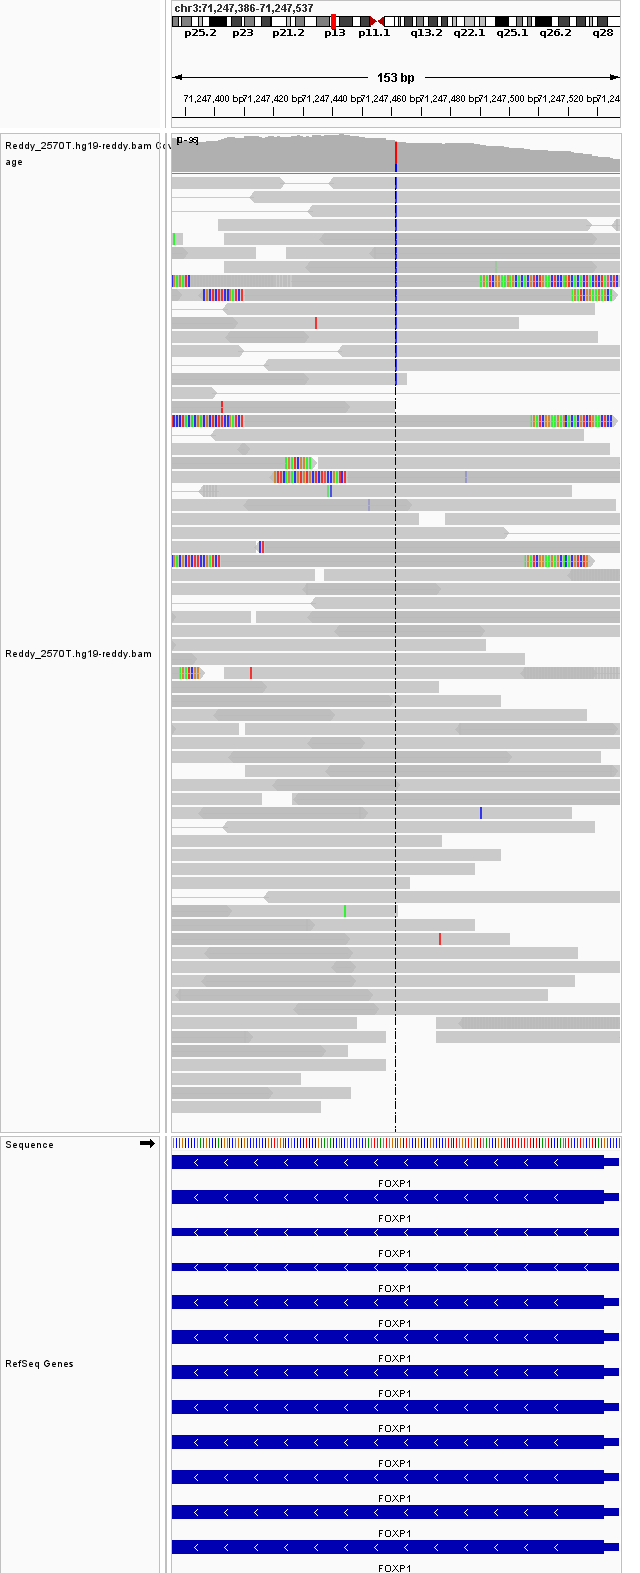 chr3:71,247,386-71,247,537
p25.2 p23 p21.2 p13 p11.1 q13.2 q22.1 q25.1 q26.2 q28
153 bp
71,247,400 bp 71,247,420 bp 71,247,440 bp 71,247,460 bp 71,247,480 bp 71,247,500 bp 71,247,520 bp 71,24
Reddy_2570T.hg19-reddy.bam Cov
age
Reddy_2570T.hg19-reddy.bam
Sequence
FOXP1
FOXP1
FOXP1
FOXP1
FOXP1
FOXP1
RefSeq Genes
FOXP1
FOXP1
FOXP1
FOXP1
FOXP1
FOXP1